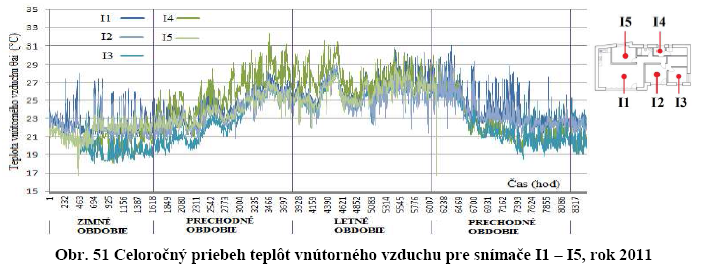 35
33
31
29
27
25
23
21
19
17
15
Teplota vnútorného vzduchu θai (°C)
I1
I2
I3
I4
I5
Čas (hod)
1 232 463 694 925 1156 1387 1618 1849 2080 2311 2542 2773 3004 3235 3466 3697 3928 4159 4390 4621 4852 5083 5314 5545 5776 6007 6238 6469 6700 6931 7162 7393 7624 7855 8086 8317
ZIMNÉ OBDOBIE
PRECHODNÉ OBDOBIE
LETNÉ OBDOBIE
PRECHODNÉ OBDOBIE
I5 I4
I1 I2 I3
Obr. 51 Celoročný priebeh teplôt vnútorného vzduchu pre snímače I1 – I5, rok 2011